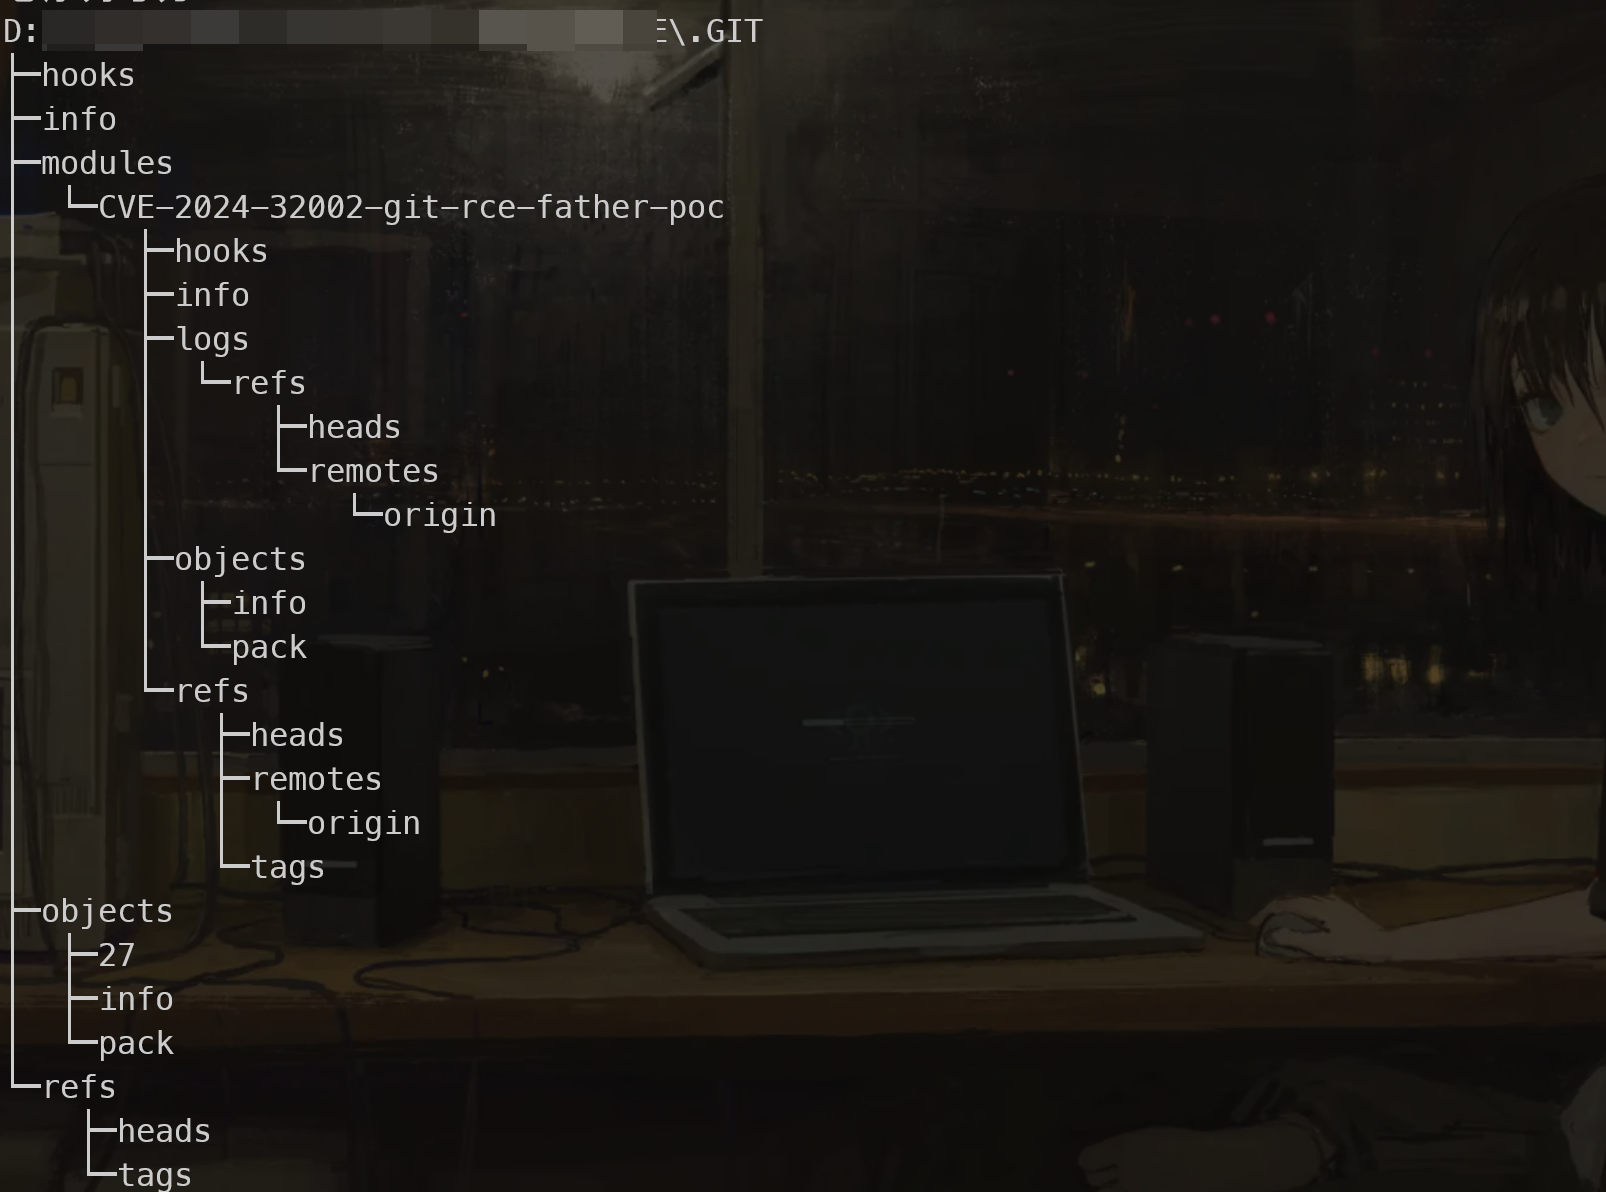 D:E\.GIT
├─hooks
├─info
├─modules
│  └─CVE-2024-32002-git-rce-father-poc
│      ├─hooks
│      ├─info
│      ├─logs
│      │  └─refs
│      │      ├─heads
│      │      └─remotes
│      │          └─origin
│      ├─objects
│      │  ├─info
│      │  └─pack
│      └─refs
│          ├─heads
│          ├─remotes
│          │  └─origin
│          └─tags
├─objects
│  ├─27
│  ├─info
│  └─pack
└─refs
    ├─heads
    └─tags